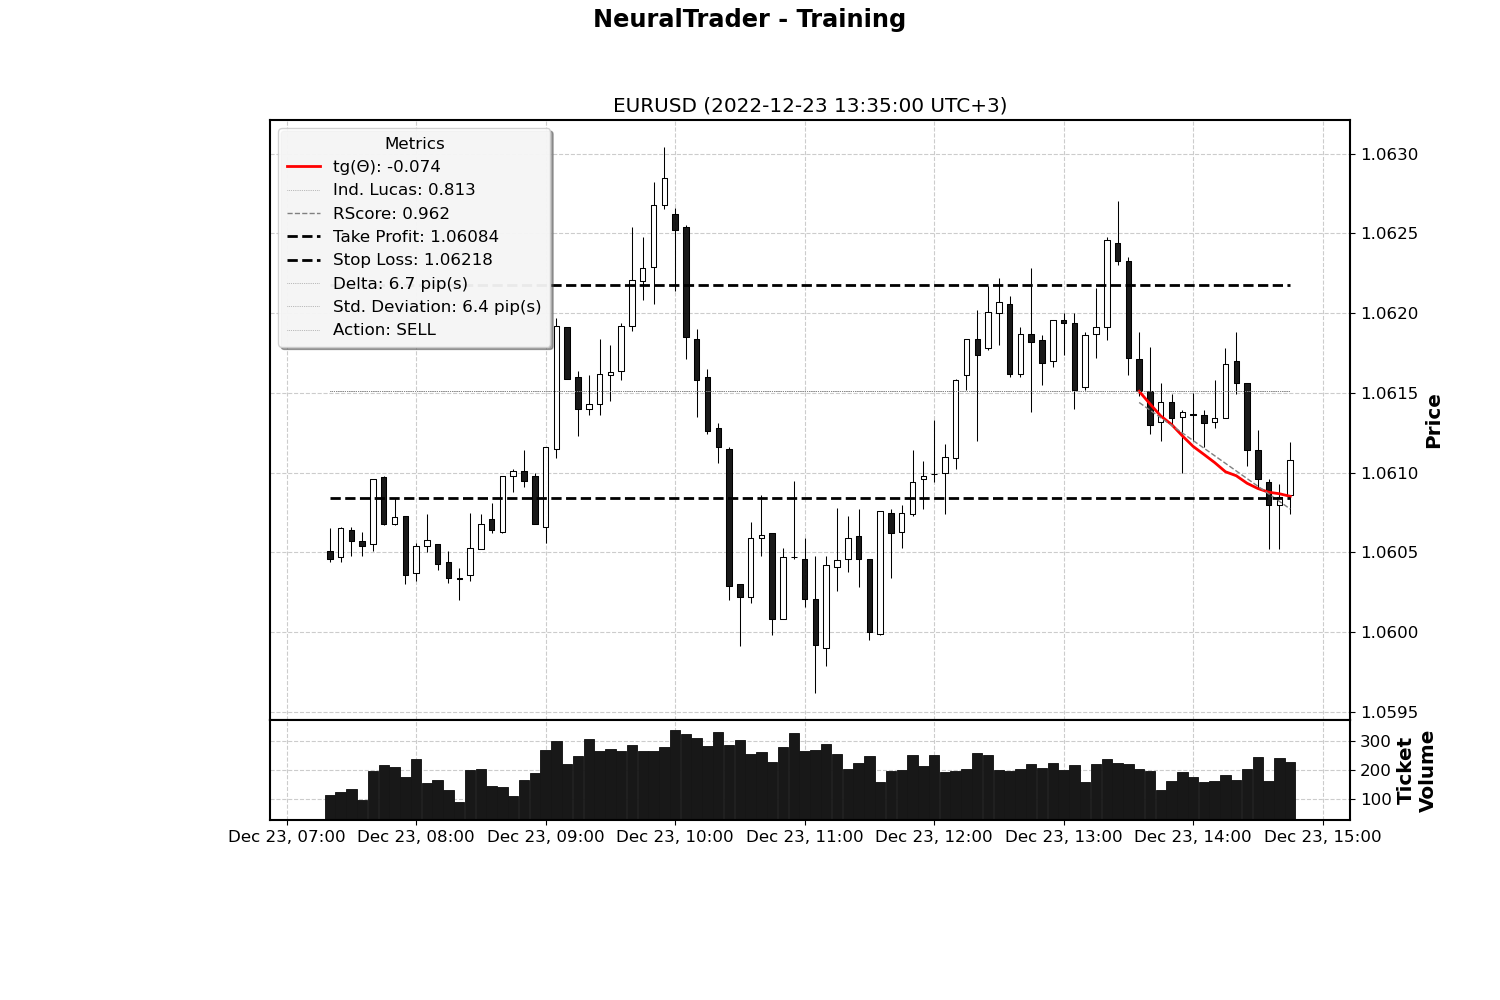 NeuralTrader - Training
EURUSD (2022-12-23 13:35:00 UTC+3)
Metrics
tg(Θ): -0.074
Ind. Lucas: 0.813
RScore: 0.962
Take Profit: 1.06084
Stop Loss: 1.06218
Delta: 6.7 pip(s)
Std. Deviation: 6.4 pip(s)
Action: SELL
1.0630
1.0625
1.0620
1.0615
1.0610
1.0605
1.0600
1.0595
Price
300
200
100
Ticket
Volume
Dec 23, 07:00
Dec 23, 08:00
Dec 23, 09:00
Dec 23, 10:00
Dec 23, 11:00
Dec 23, 12:00
Dec 23, 13:00
Dec 23, 14:00
Dec 23, 15:00